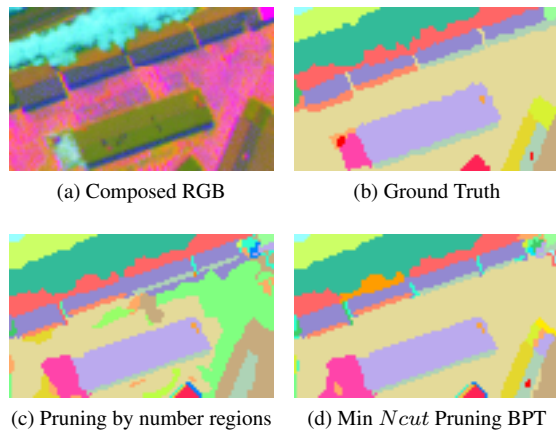 (a) Composed RGB
(b) Ground Truth
(c) Pruning by number regions
(d) Min Ncut Pruning BPT